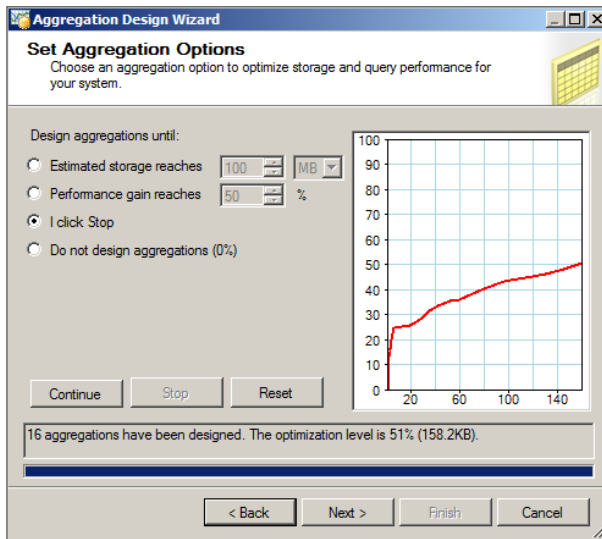 Aggregation Design Wizard
Set Aggregation Options
Choose an aggregation option to optimize storage and query performance for
your system.
Design aggregations until:
Estimated storage reaches 100 MB
Performance gain reaches 50 %
I click Stop
Do not design aggregations (0%)
100
90
80
70
60
50
40
30
20
10
0
20 60 100 140
Continue Stop Reset
16 aggregations have been designed. The optimization level is 51% (158.2KB).
< Back Next > Finish Cancel